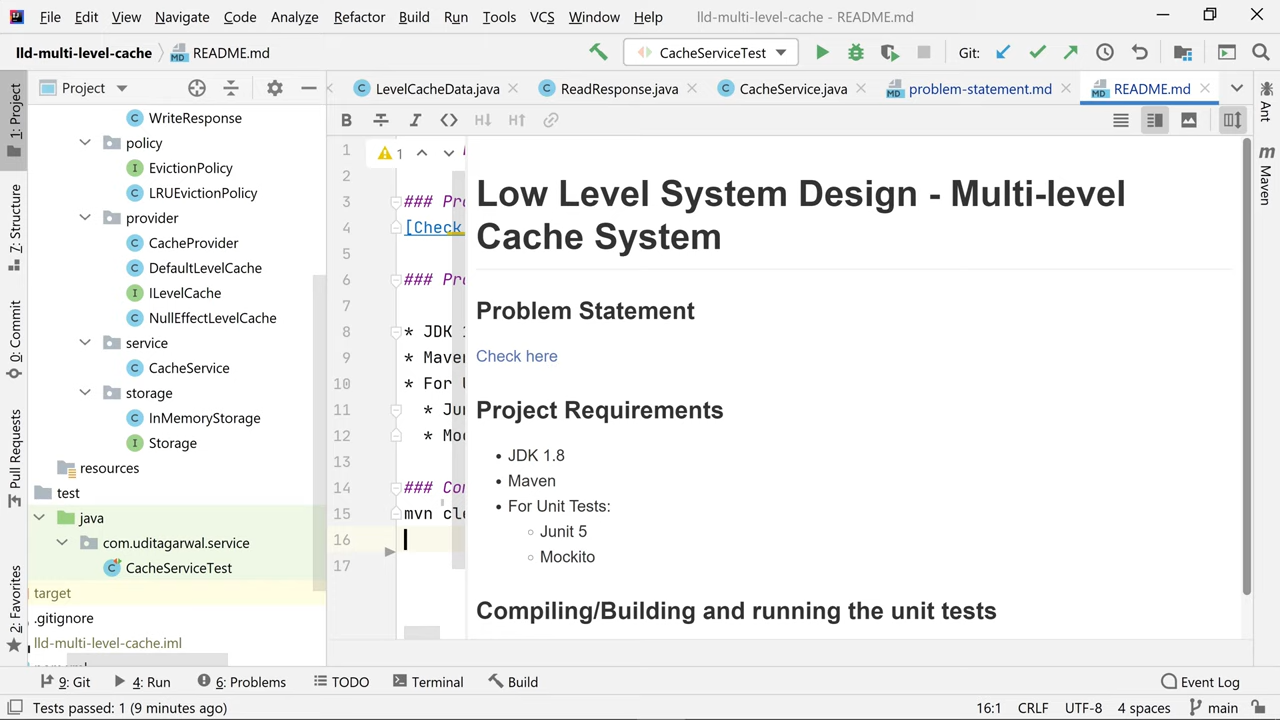 File Edit View Navigate Code Analyze Refactor Build Run Tools VCS Window Help lld-multi-level-cache - README.md
lld-multi-level-cache README.md CacheServiceTest Git:
Project LevelCacheData.java ReadResponse.java CacheService.java problem-statement.md README.md
1: Project
7: Structure
0: Commit
Pull Requests
2: Favorites
WriteResponse
policy
EvictionPolicy
LRUEvictionPolicy
provider
CacheProvider
DefaultLevelCache
ILevelCache
NullEffectLevelCache
service
CacheService
storage
InMemoryStorage
Storage
resources
test
java
com.uditagarwal.service
CacheServiceTest
target
.gitignore
lld-multi-level-cache.iml
1 1
2
3 ### Pro
4 [Check
5
6 ### Pro
7
8 * JDK 1
9 * Maven
10 * For U
11 * Jun
12 * Moc
13
14 ### Com
15 mvn cle
16
17
Low Level System Design - Multi-level
Cache System
Problem Statement
Check here
Project Requirements
• JDK 1.8
• Maven
• For Unit Tests:
◦ Junit 5
◦ Mockito
Compiling/Building and running the unit tests
Ant
Maven
9: Git 4: Run 6: Problems TODO Terminal Build Event Log
Tests passed: 1 (9 minutes ago) 16:1 CRLF UTF-8 4 spaces main